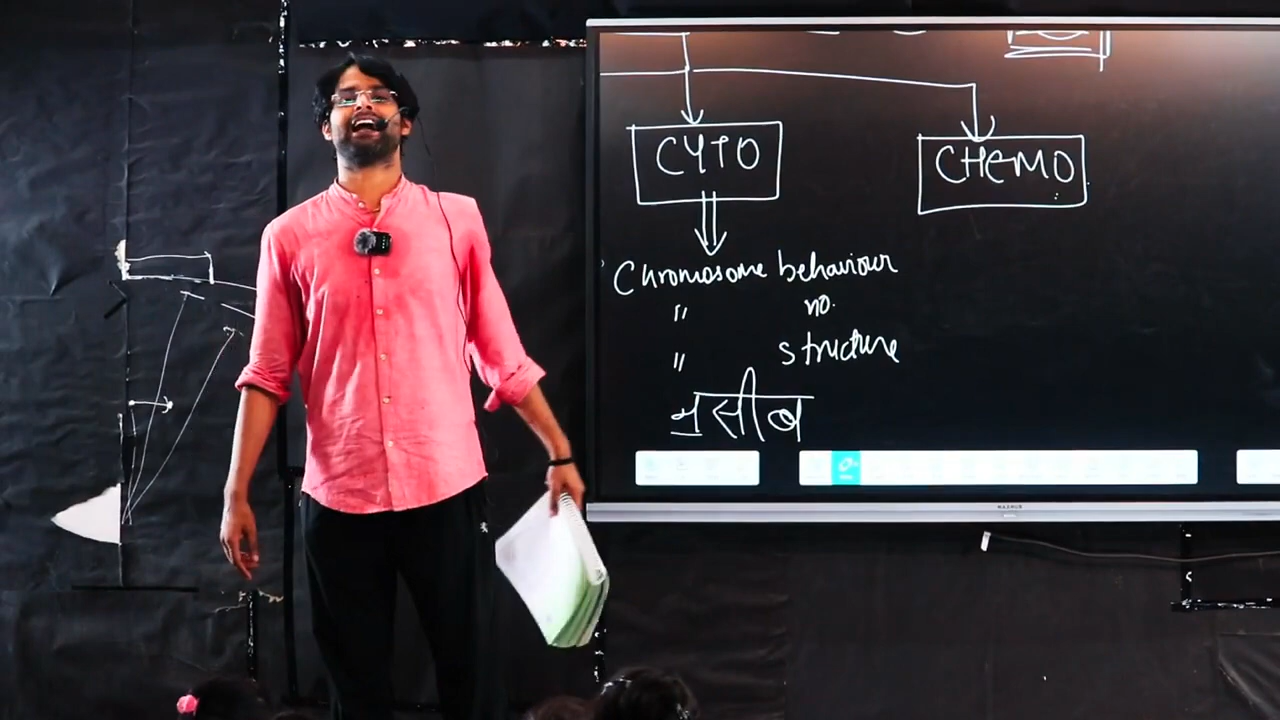 CYTO
CHEMO
Chromosome behaviour
" no.
" structure
नसीब